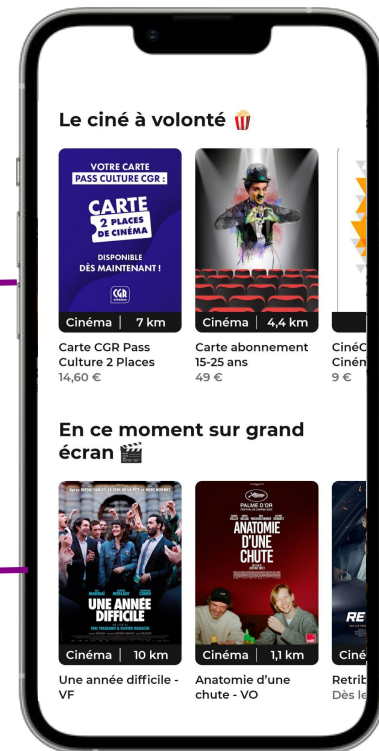 Le ciné à volonté 🍿
VOTRE CARTE
PASS CULTURE CGR :
CARTE
2 PLACES
DE CINÉMA
DISPONIBLE
DÈS MAINTENANT !
CGR
Cinéma | 7 km
Cinéma | 4,4 km
Carte CGR Pass
Culture 2 Places
14,60 €
Carte abonnement
15-25 ans
49 €
CinéC
Ciném
9 €
En ce moment sur grand
écran 🎬
UNE ANNÉE
DIFFICILE
Cinéma | 10 km
PALME D'OR
ANATOMIE
D'UNE
CHUTE
Cinéma | 1,1 km
RE
Ciné
Une année difficile -
VF
Anatomie d'une
chute - VO
Retrib
Dès le